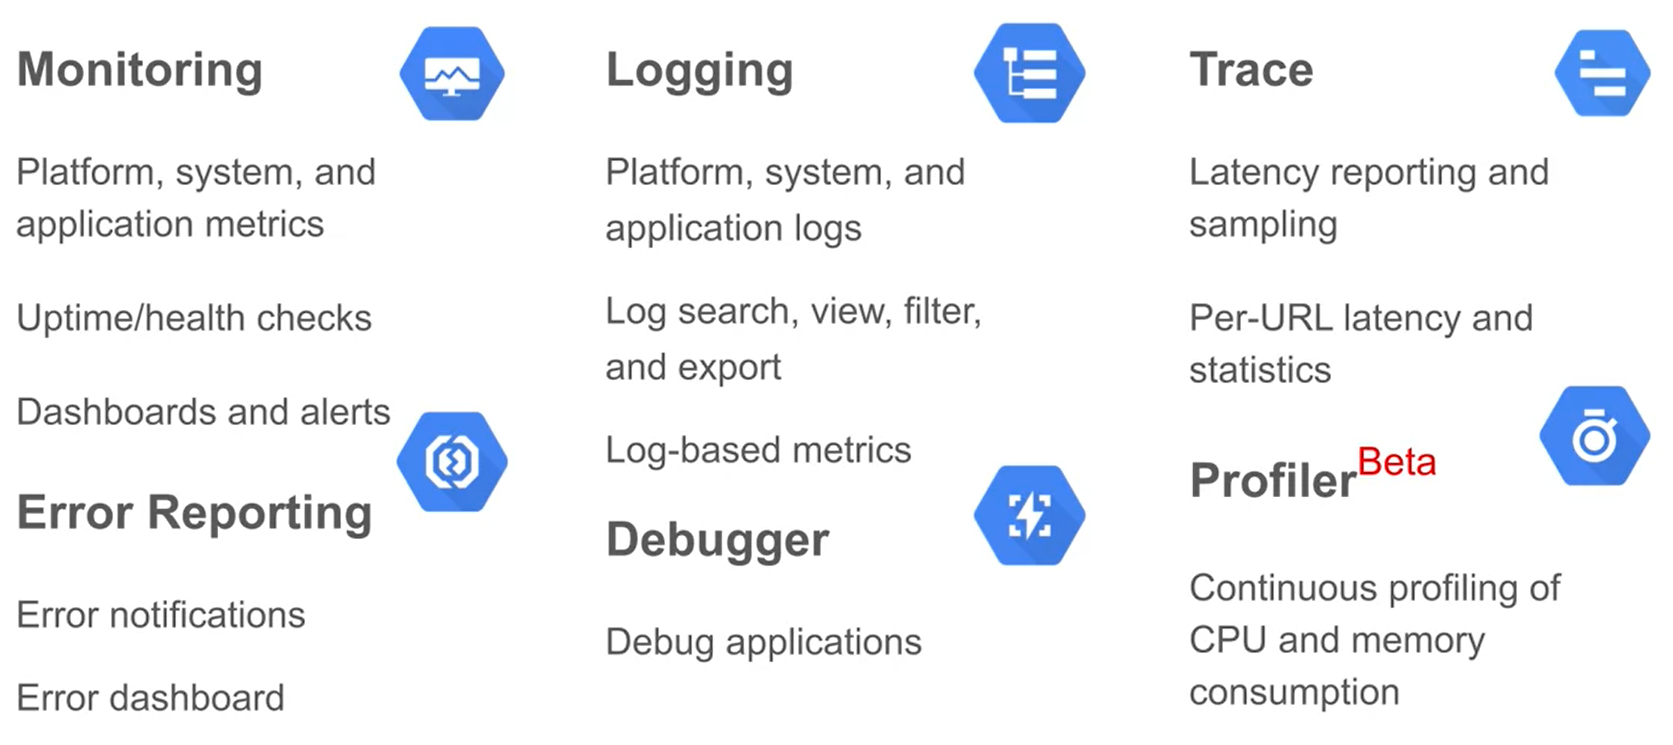 Monitoring
Platform, system, and
application metrics
Uptime/health checks
Dashboards and alerts
Error Reporting
Error notifications
Error dashboard
Logging
Platform, system, and
application logs
Log search, view, filter,
and export
Log-based metrics
Debugger
Debug applications
Trace
Latency reporting and
sampling
Per-URL latency and
statistics
Profiler Beta
Continuous profiling of
CPU and memory
consumption